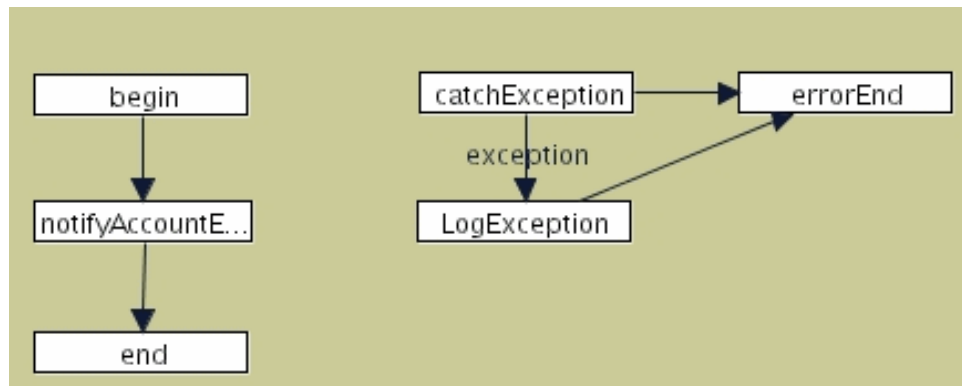 begin
catchException
errorEnd
exception
notifyAccountE...
LogException
end